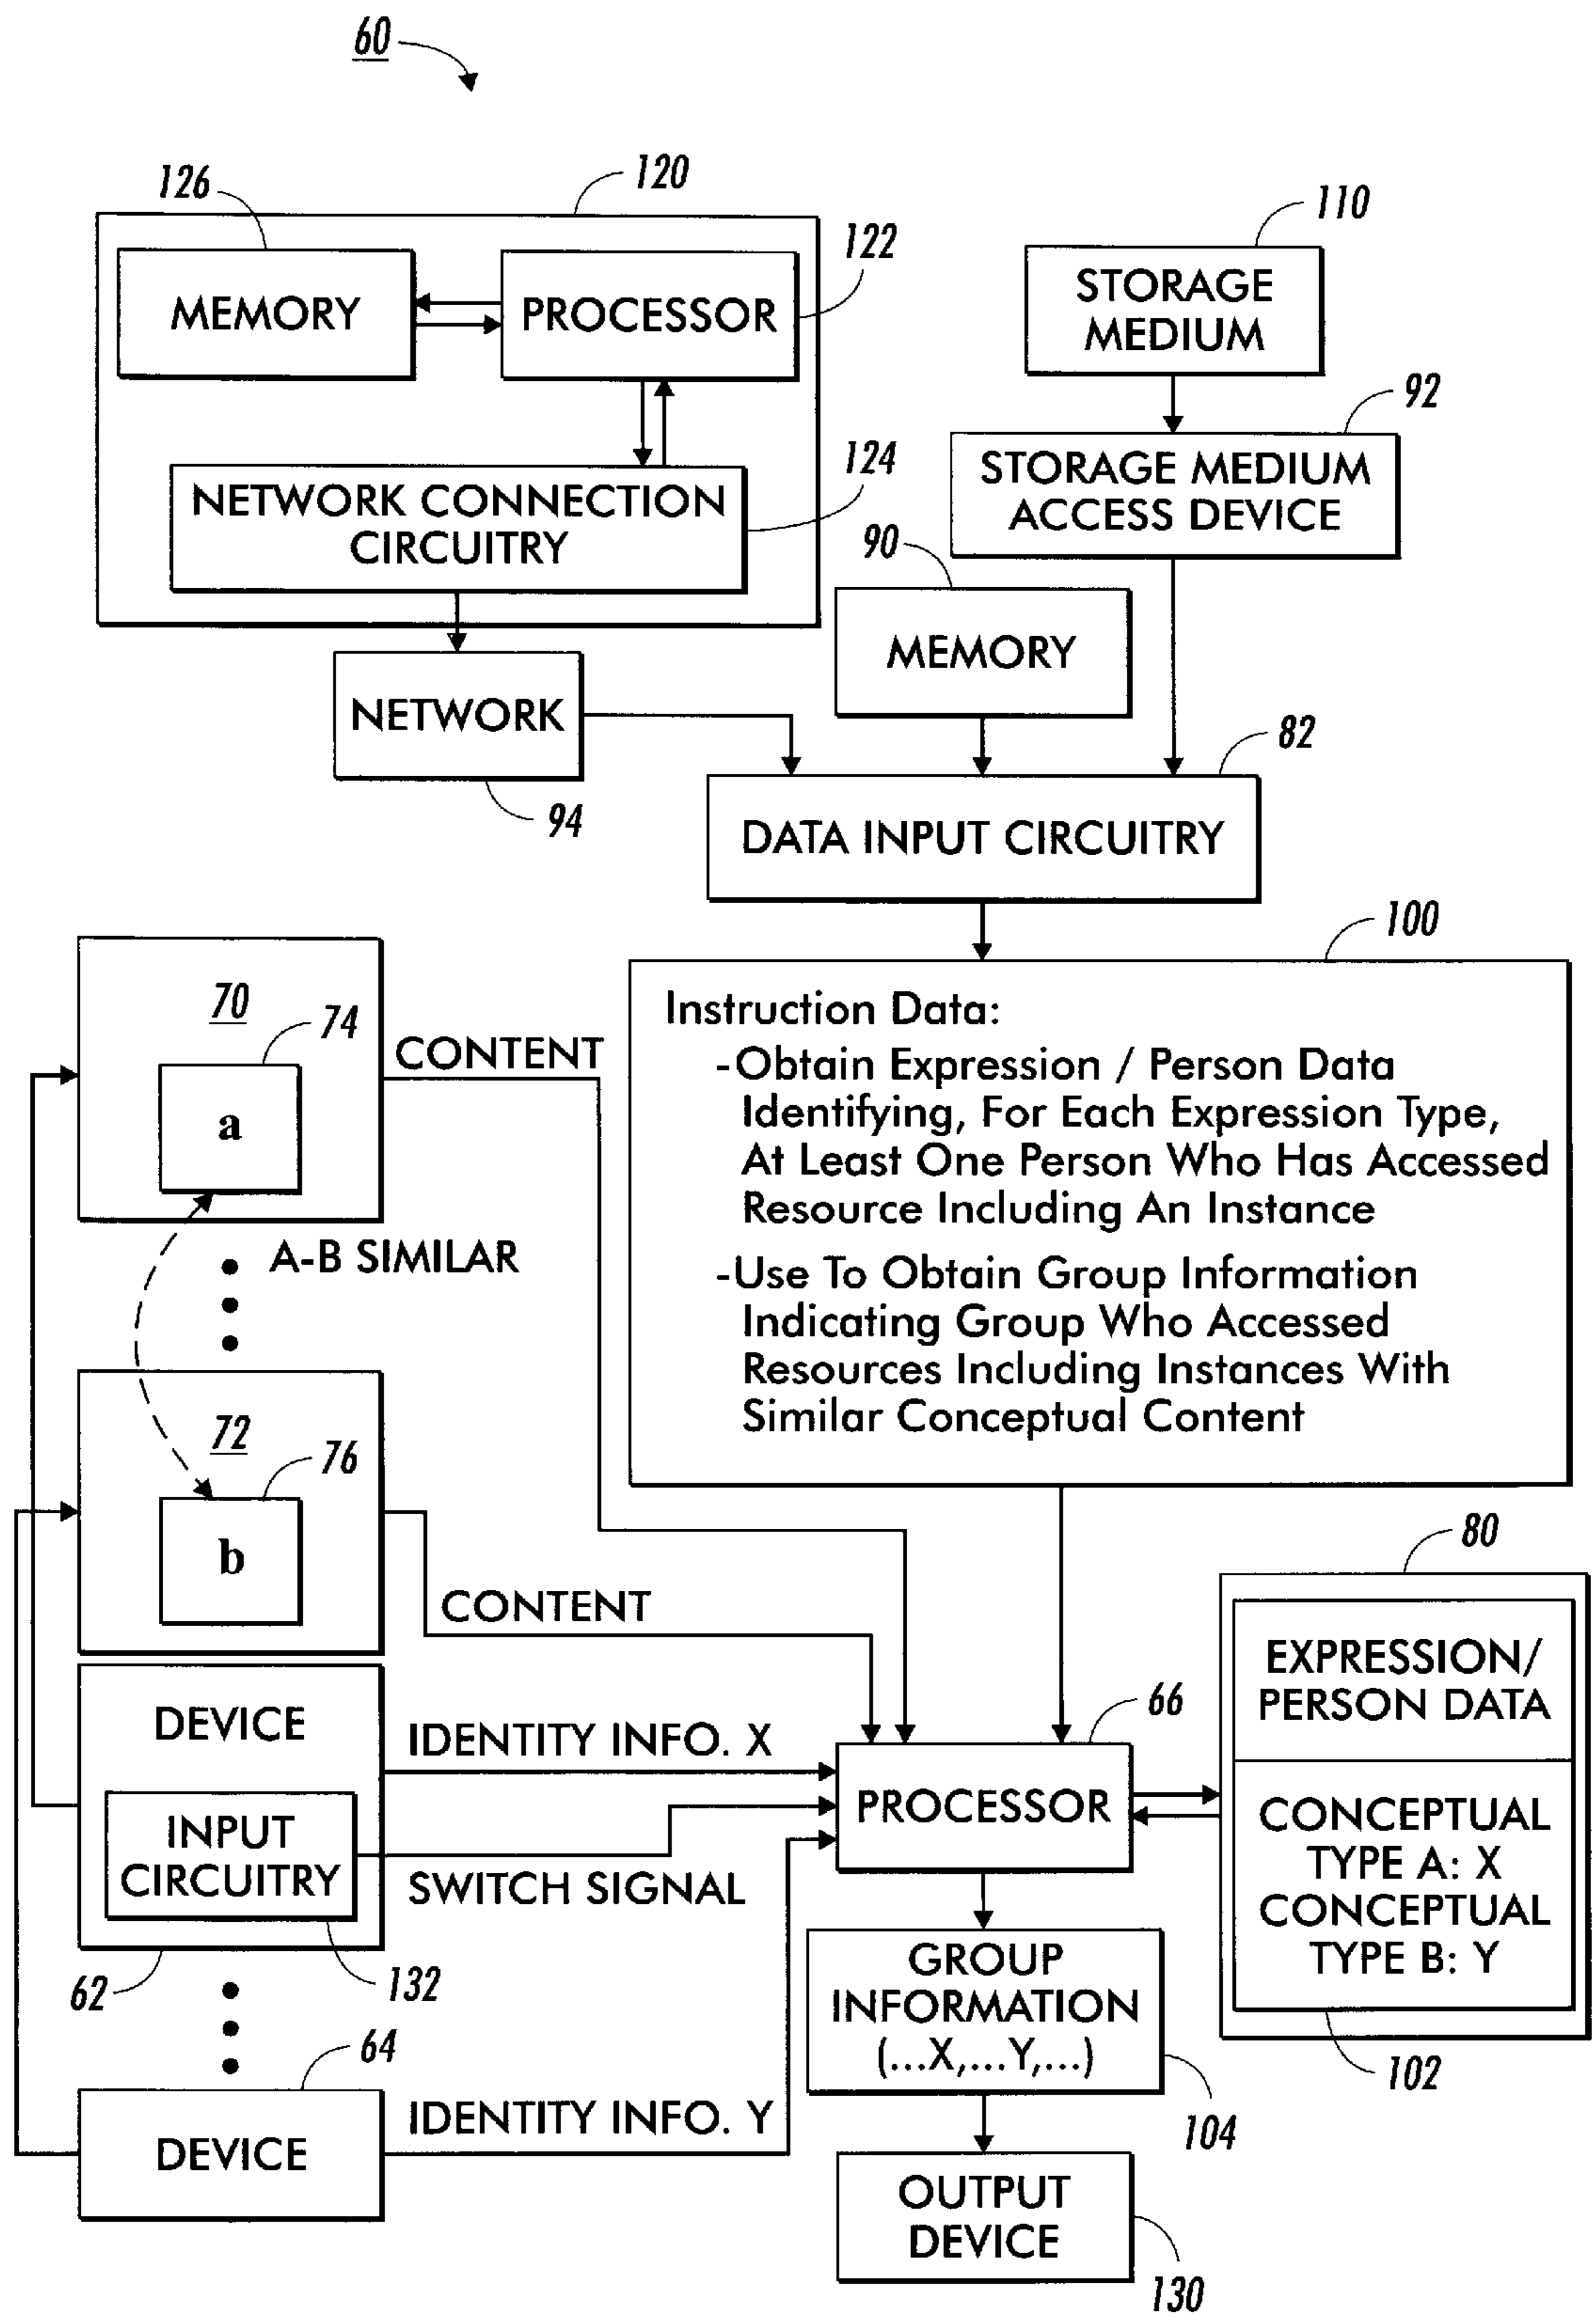 60
126
120
110
122
MEMORY
PROCESSOR
STORAGE
MEDIUM
92
124
NETWORK CONNECTION
CIRCUITRY
STORAGE MEDIUM
ACCESS DEVICE
90
MEMORY
NETWORK
82
94
DATA INPUT CIRCUITRY
100
70
74
CONTENT
a
A-B SIMILAR
Instruction Data:
-Obtain Expression / Person Data
Identifying, For Each Expression Type,
At Least One Person Who Has Accessed
Resource Including An Instance
-Use To Obtain Group Information
Indicating Group Who Accessed
Resources Including Instances With
Similar Conceptual Content
72
76
b
CONTENT
80
EXPRESSION/
PERSON DATA
66
DEVICE
IDENTITY INFO. X
PROCESSOR
CONCEPTUAL
TYPE A: X
CONCEPTUAL
TYPE B: Y
INPUT
CIRCUITRY
SWITCH SIGNAL
62
132
GROUP
INFORMATION
(...X,...Y,...)
102
64
104
IDENTITY INFO. Y
DEVICE
OUTPUT
DEVICE
130